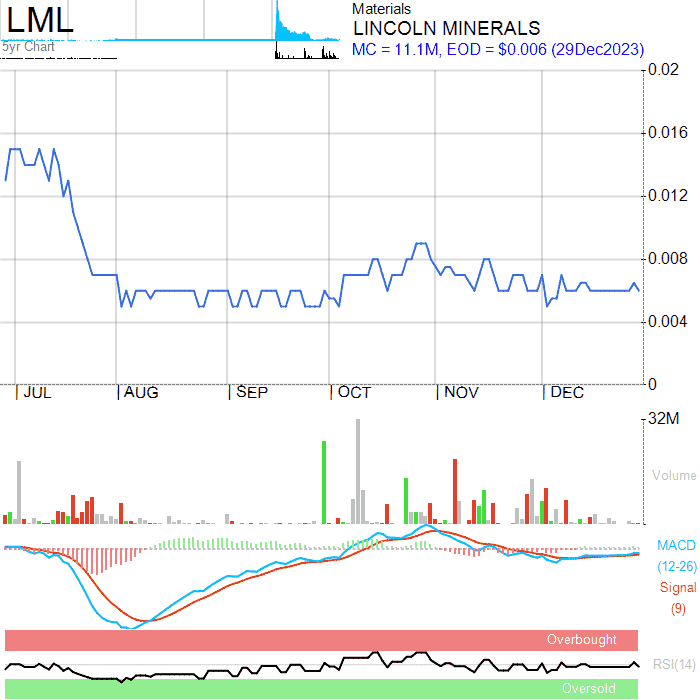 LML
5yr Chart
Materials
LINCOLN MINERALS
MC = 11.1M, EOD = $0.006 (29Dec2023)
0.02
0.016
0.012
0.008
0.004
0
JUL AUG SEP OCT NOV DEC
32M
Volume
MACD
(12-26)
Signal
(9)
Overbought
RSI(14)
Oversold